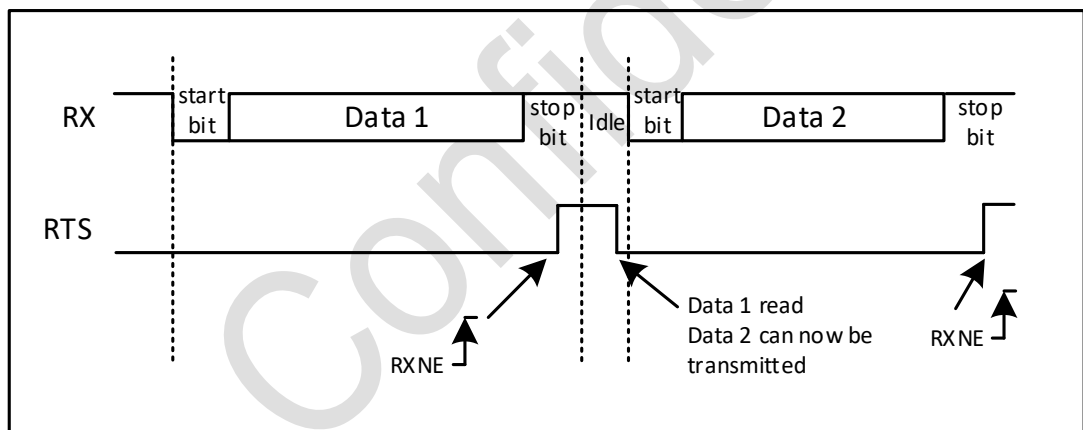 RX
start
bit
Data 1
stop
bit
Idle
start
bit
Data 2
stop
bit
RTS
RXNE
Data 1 read
Data 2 can now be
transmitted
RXNE
Confide